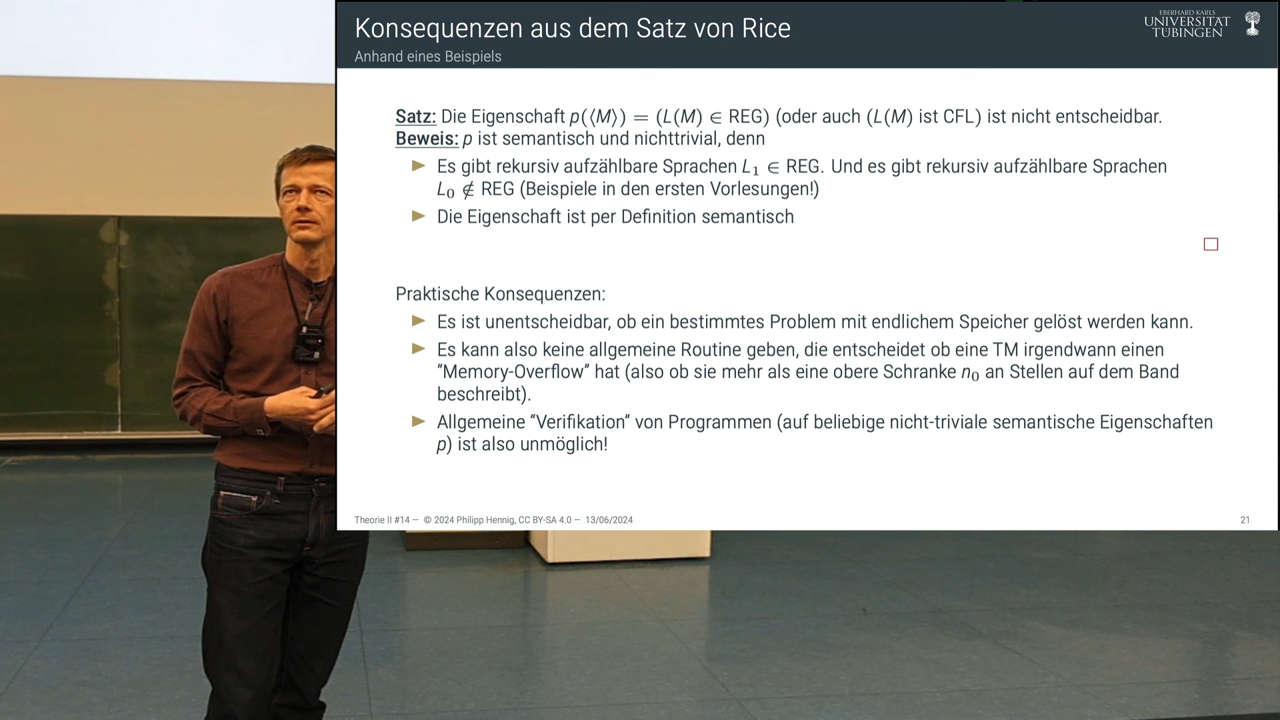 Konsequenzen aus dem Satz von Rice
Anhand eines Beispiels
EBERHARD KARLS
UNIVERSITAT
TUBINGEN
Satz: Die Eigenschaft p(⟨M⟩) = (L(M) ∈ REG) (oder auch (L(M) ist CFL) ist nicht entscheidbar.
Beweis: p ist semantisch und nichttrivial, denn
► Es gibt rekursiv aufzählbare Sprachen L₁ ∈ REG. Und es gibt rekursiv aufzählbare Sprachen
L₀ ∉ REG (Beispiele in den ersten Vorlesungen!)
► Die Eigenschaft ist per Definition semantisch
□
Praktische Konsequenzen:
► Es ist unentscheidbar, ob ein bestimmtes Problem mit endlichem Speicher gelöst werden kann.
► Es kann also keine allgemeine Routine geben, die entscheidet ob eine TM irgendwann einen
“Memory-Overflow” hat (also ob sie mehr als eine obere Schranke n₀ an Stellen auf dem Band
beschreibt).
► Allgemeine “Verifikation” von Programmen (auf beliebige nicht-triviale semantische Eigenschaften
p) ist also unmöglich!
Theorie II #14 — © 2024 Philipp Hennig, CC BY-SA 4.0 — 13/06/2024
21